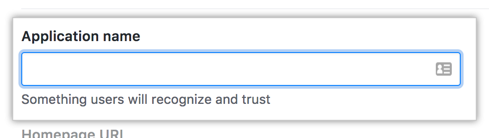 Application name
Something users will recognize and trust
Homepage URL